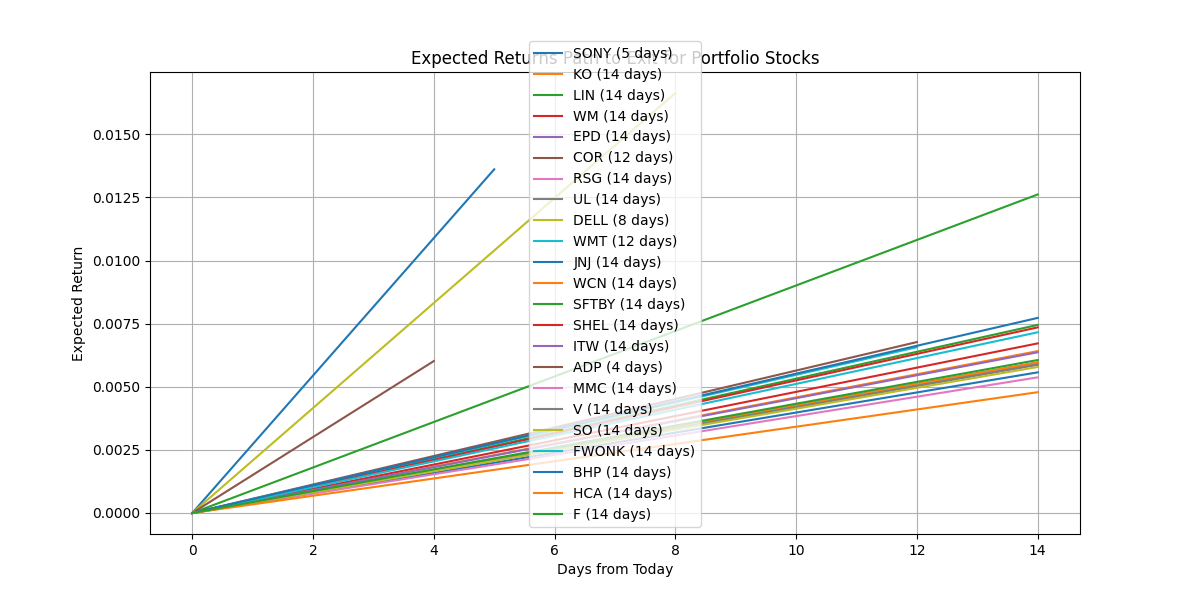 Expected Returns Path to Exit for Portfolio Stocks
SONY (5 days)
KO (14 days)
LIN (14 days)
WM (14 days)
EPD (14 days)
COR (12 days)
RSG (14 days)
UL (14 days)
DELL (8 days)
WMT (12 days)
JNJ (14 days)
WCN (14 days)
SFTBY (14 days)
SHEL (14 days)
ITW (14 days)
ADP (4 days)
MMC (14 days)
V (14 days)
SO (14 days)
FWONK (14 days)
BHP (14 days)
HCA (14 days)
F (14 days)
Expected Return
0.0150
0.0125
0.0100
0.0075
0.0050
0.0025
0.0000
0 2 4 6 8 10 12 14
Days from Today